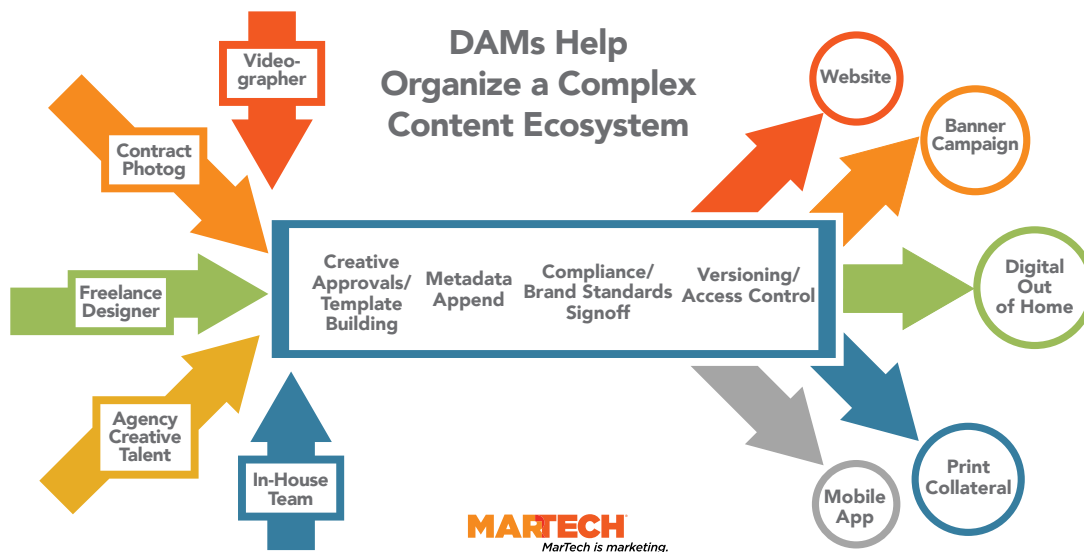 DAMs Help
Organize a Complex
Content Ecosystem
Video-
grapher
Contract
Photog
Freelance
Designer
Agency
Creative
Talent
In-House
Team
Creative
Approvals/
Template
Building
Metadata
Append
Compliance/
Brand Standards
Signoff
Versioning/
Access Control
Website
Banner
Campaign
Digital
Out
of Home
Print
Collateral
Mobile
App
MARTECH
MarTech is marketing.